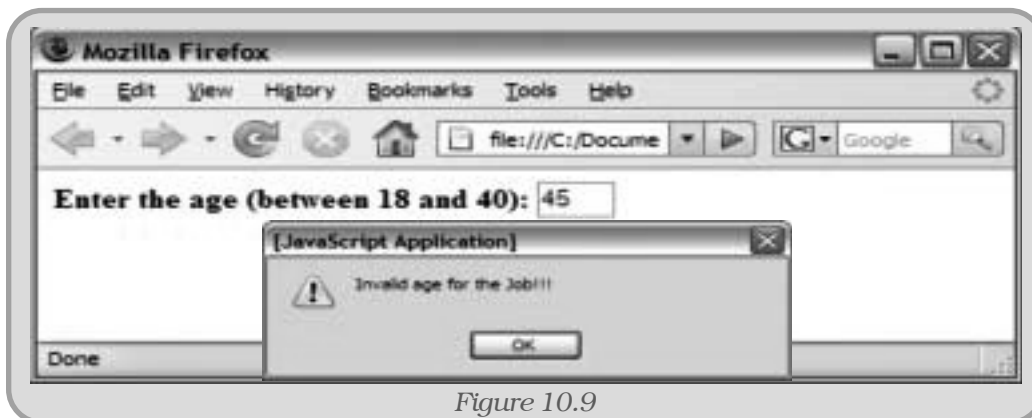 Mozilla Firefox
File Edit View History Bookmarks Tools Help
file:///C:/Docume
G Google
Enter the age (between 18 and 40): 45
[JavaScript Application]
Invalid age for the Job!!!
OK
Done
Figure 10.9